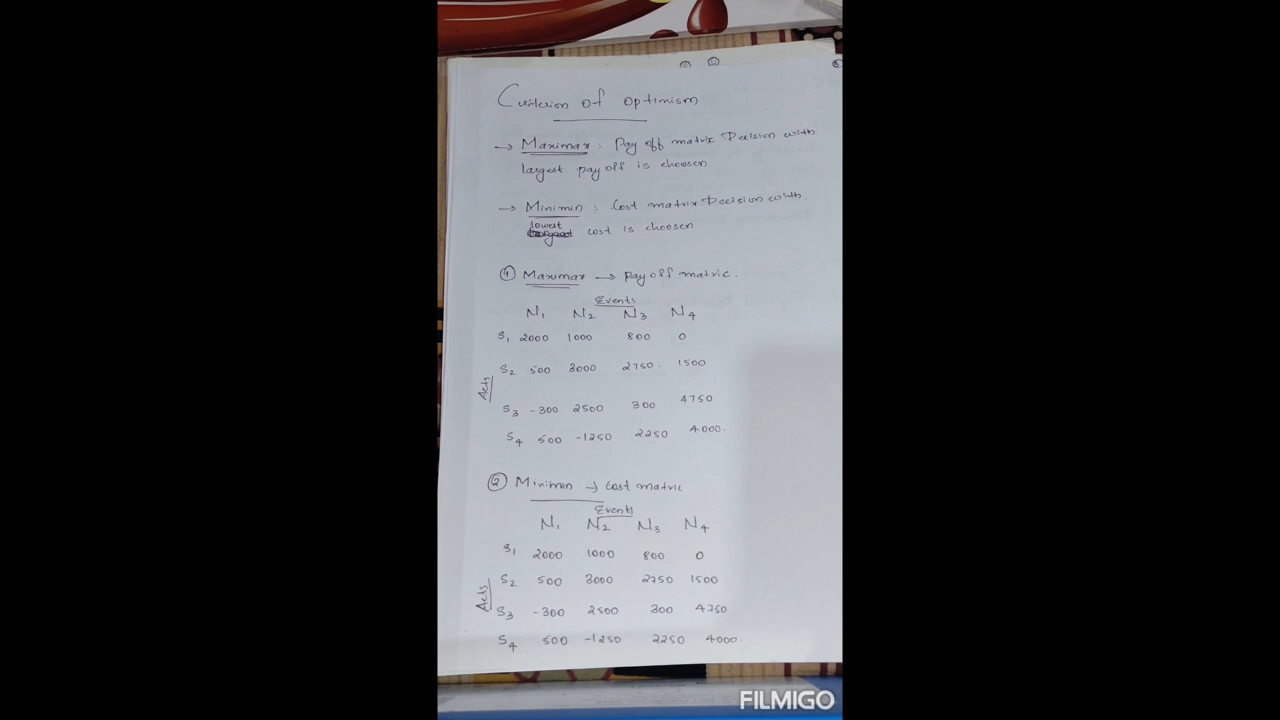 Criterion of optimism
→ Maximax : Pay off matrix Decision with
largest pay off is choosen
→ Minimin : Cost matrix Decision with
lowest
cost is choosen
① Maximax → Pay off matric.
Events
N1 N2 N3 N4
S1 2000 1000 800 0
S2 500 3000 2750 1500
Acts
S3 -300 2500 300 4750
S4 500 -1250 2250 4000.
② Minimin → Cost matric
Events
N1 N2 N3 N4
S1 2000 1000 800 0
S2 500 3000 2750 1500
Acts
S3 -300 2500 300 4750
S4 500 -1250 2250 4000.
FILMIGO